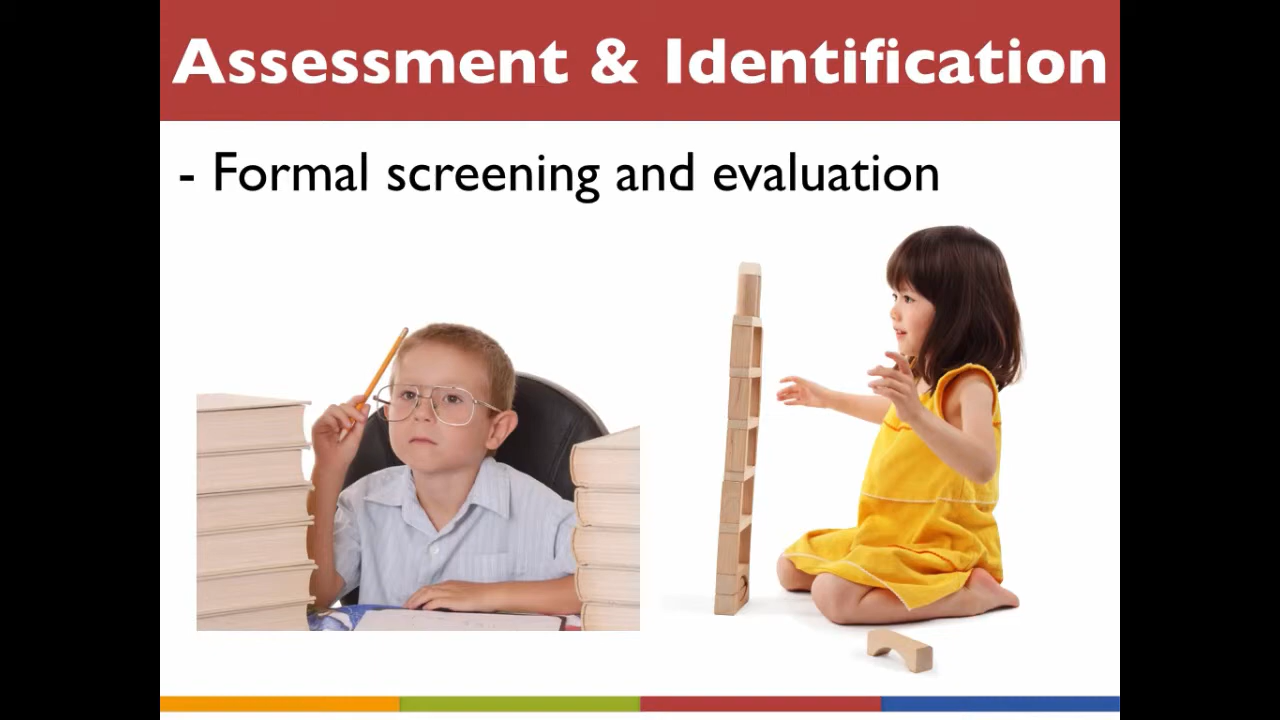 Assessment & Identification
- Formal screening and evaluation